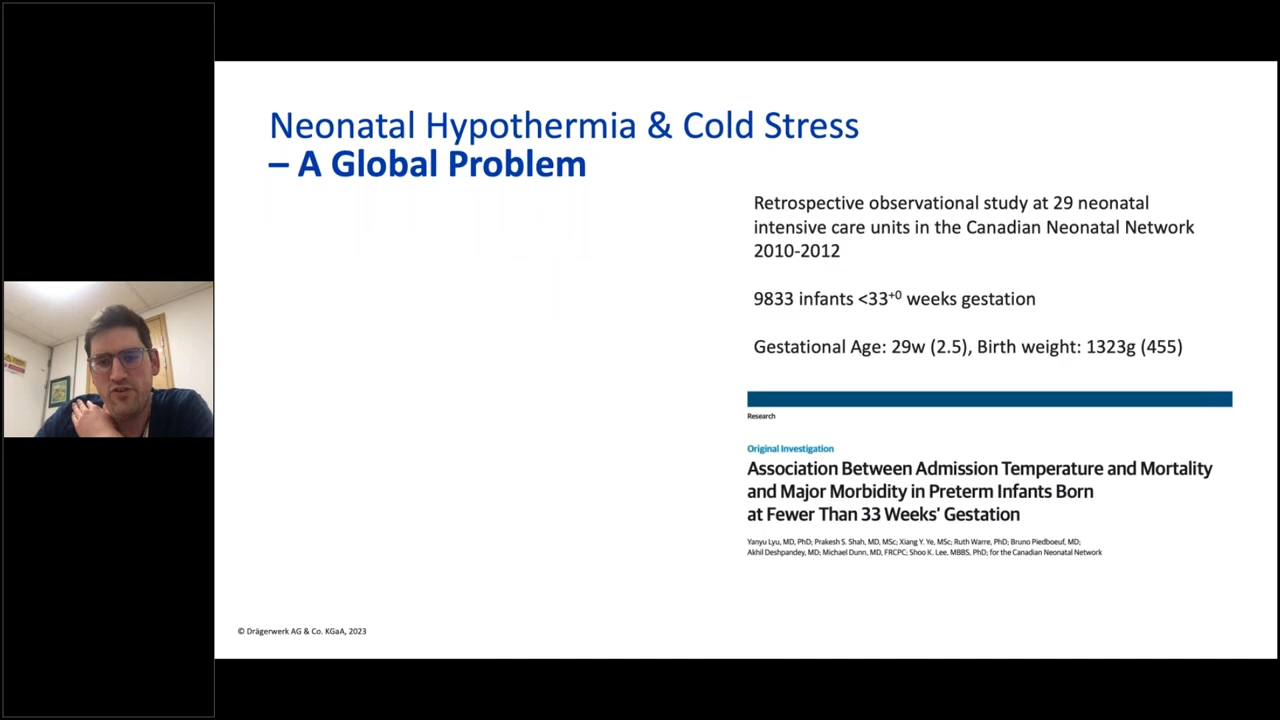 Neonatal Hypothermia & Cold Stress
– A Global Problem
Retrospective observational study at 29 neonatal
intensive care units in the Canadian Neonatal Network
2010-2012
9833 infants <33⁺⁰ weeks gestation
Gestational Age: 29w (2.5), Birth weight: 1323g (455)
Research
Original Investigation
Association Between Admission Temperature and Mortality
and Major Morbidity in Preterm Infants Born
at Fewer Than 33 Weeks' Gestation
Yanyu Lyu, MD, PhD; Prakesh S. Shah, MD, MSc; Xiang Y. Ye, MSc; Ruth Warre, PhD; Bruno Piedboeuf, MD;
Akhil Deshpandey, MD; Michael Dunn, MD, FRCPC; Shoo K. Lee, MBBS, PhD; for the Canadian Neonatal Network
© Drägerwerk AG & Co. KGaA, 2023